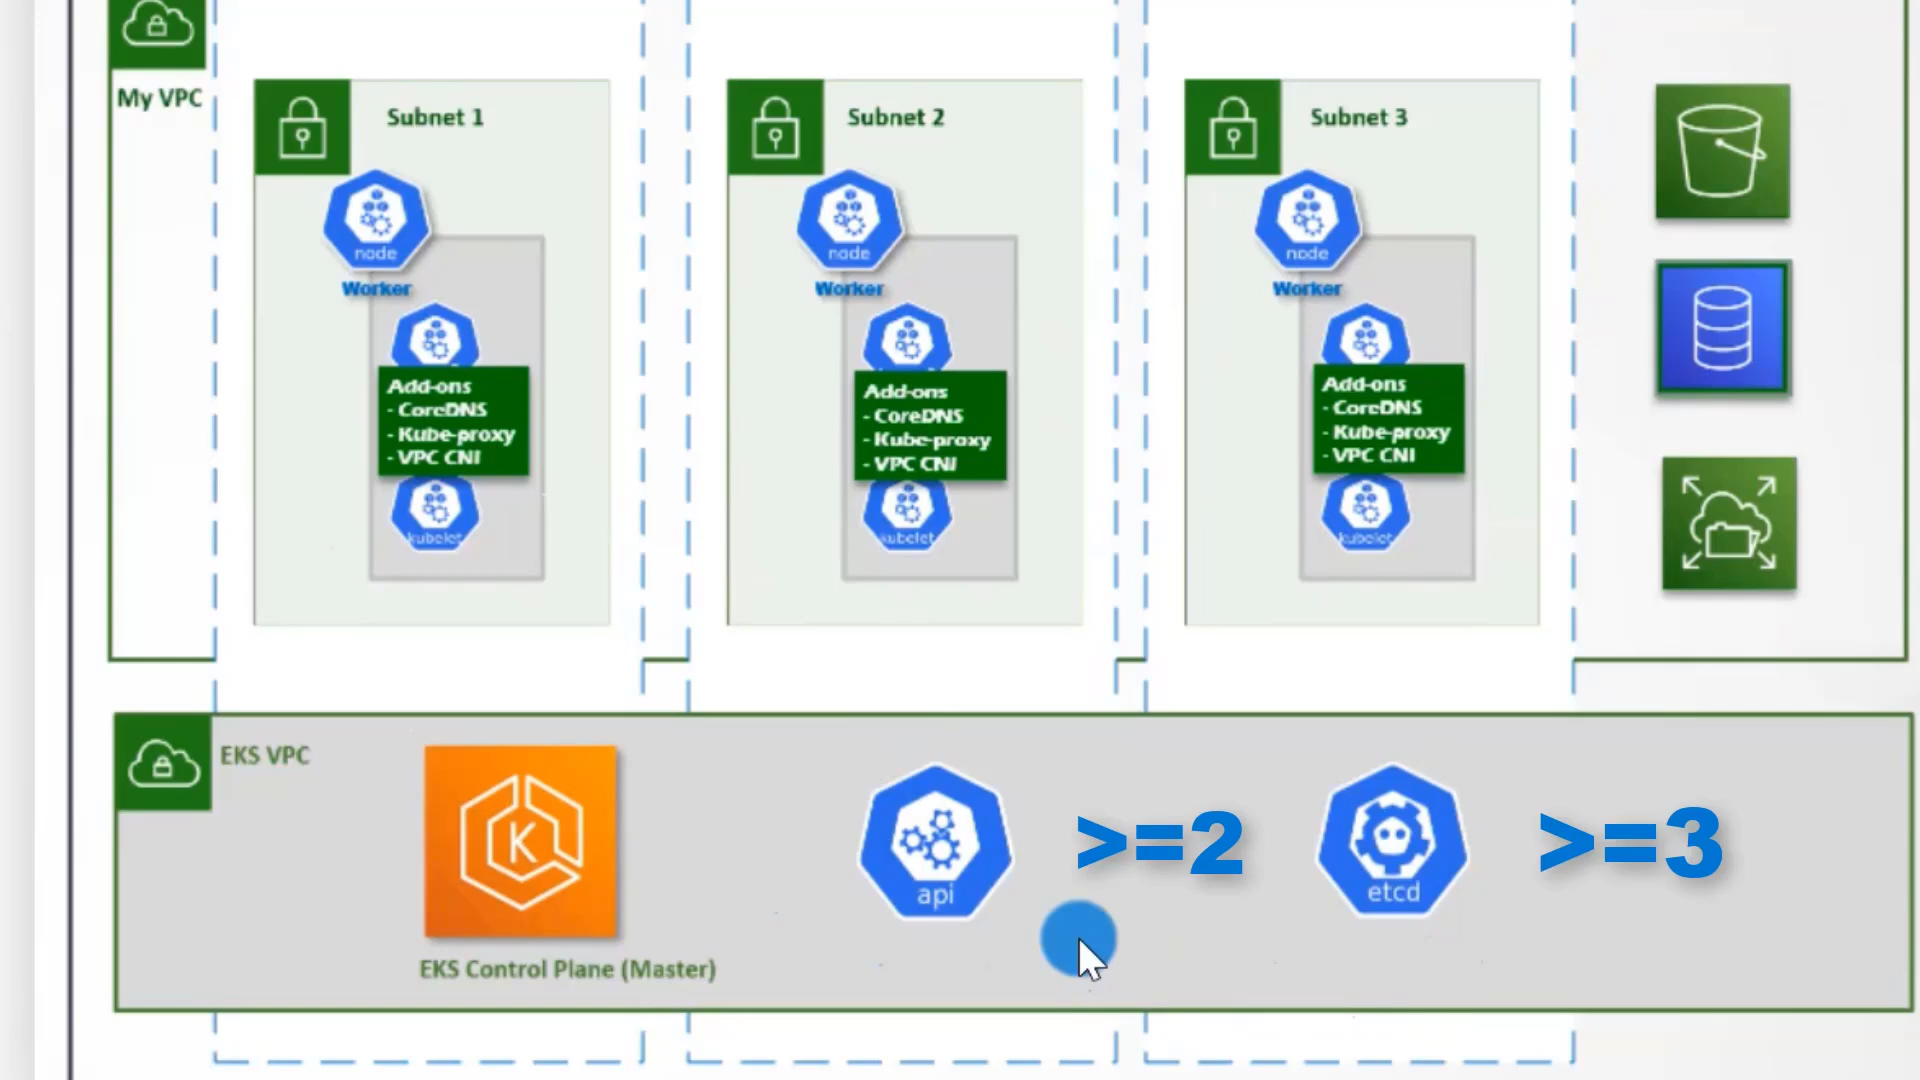 My VPC
Subnet 1
node
Worker
Add-ons
- CoreDNS
- Kube-proxy
- VPC CNI
kubelet
Subnet 2
node
Worker
Add-ons
- CoreDNS
- Kube-proxy
- VPC CNI
kubelet
Subnet 3
node
Worker
Add-ons
- CoreDNS
- Kube-proxy
- VPC CNI
kubelet
EKS VPC
K
EKS Control Plane (Master)
api
>=2
etcd
>=3